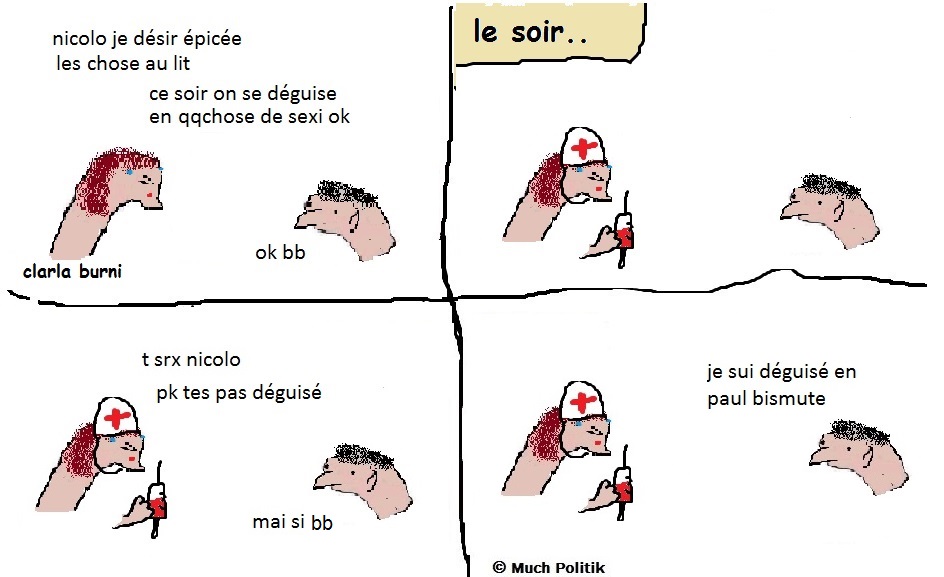 nicolo je désir épicée
les chose au lit
ce soir on se déguise
en qqchose de sexi ok
ok bb
clarla burni
le soir..
t srx nicolo
pk tes pas déguisé
mai si bb
je sui déguisé en
paul bismute
© Much Politik